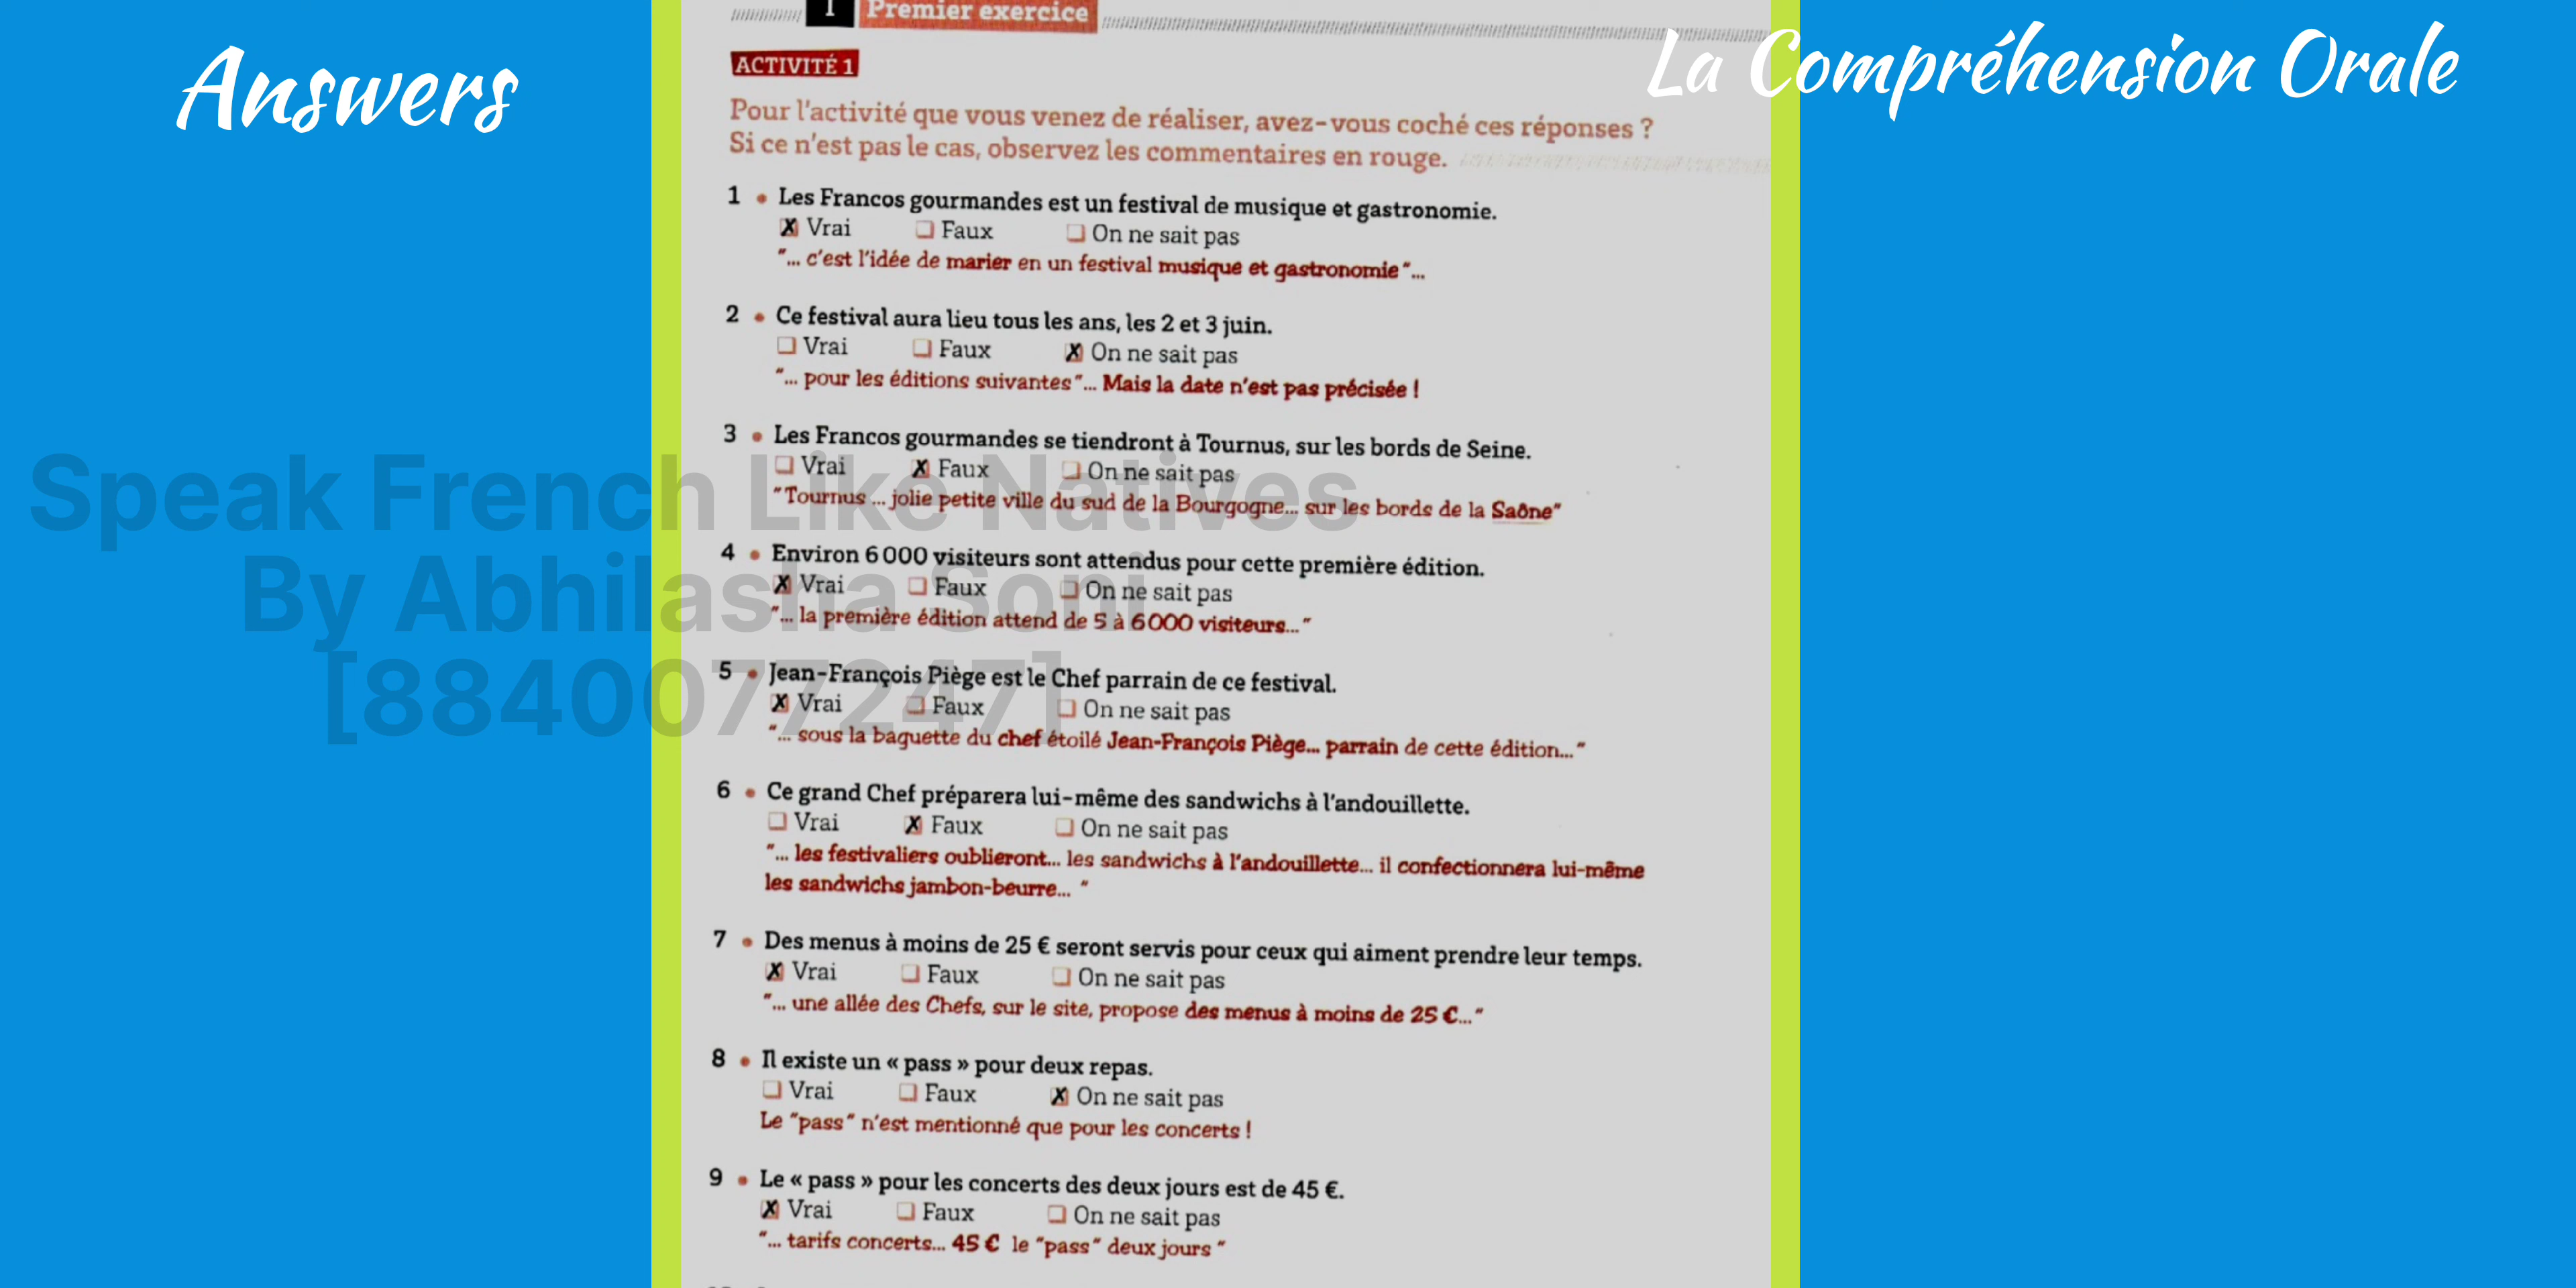 Answers
La Compréhension Orale
1 Premier exercice
ACTIVITÉ 1
Pour l'activité que vous venez de réaliser, avez-vous coché ces réponses ?
Si ce n'est pas le cas, observez les commentaires en rouge.
1 • Les Francos gourmandes est un festival de musique et gastronomie.
☒ Vrai ☐ Faux ☐ On ne sait pas
"... c'est l'idée de marier en un festival musique et gastronomie"...
2 • Ce festival aura lieu tous les ans, les 2 et 3 juin.
☐ Vrai ☐ Faux ☒ On ne sait pas
"... pour les éditions suivantes"... Mais la date n'est pas précisée !
3 • Les Francos gourmandes se tiendront à Tournus, sur les bords de Seine.
☐ Vrai ☒ Faux ☐ On ne sait pas
"Tournus ... jolie petite ville du sud de la Bourgogne... sur les bords de la Saône"
4 • Environ 6 000 visiteurs sont attendus pour cette première édition.
☒ Vrai ☐ Faux ☐ On ne sait pas
"... la première édition attend de 5 à 6 000 visiteurs..."
5 • Jean-François Piège est le Chef parrain de ce festival.
☒ Vrai ☐ Faux ☐ On ne sait pas
"... sous la baguette du chef étoilé Jean-François Piège... parrain de cette édition..."
6 • Ce grand Chef préparera lui-même des sandwichs à l'andouillette.
☐ Vrai ☒ Faux ☐ On ne sait pas
"... les festivaliers oublieront... les sandwichs à l'andouillette... il confectionnera lui-même
les sandwichs jambon-beurre... "
7 • Des menus à moins de 25 € seront servis pour ceux qui aiment prendre leur temps.
☒ Vrai ☐ Faux ☐ On ne sait pas
"... une allée des Chefs, sur le site, propose des menus à moins de 25 €..."
8 • Il existe un « pass » pour deux repas.
☐ Vrai ☐ Faux ☒ On ne sait pas
Le "pass" n'est mentionné que pour les concerts !
9 • Le « pass » pour les concerts des deux jours est de 45 €.
☒ Vrai ☐ Faux ☐ On ne sait pas
"... tarifs concerts... 45 € le "pass" deux jours "
Speak French Like Natives
By Abhilasha Soni
[8840077247]